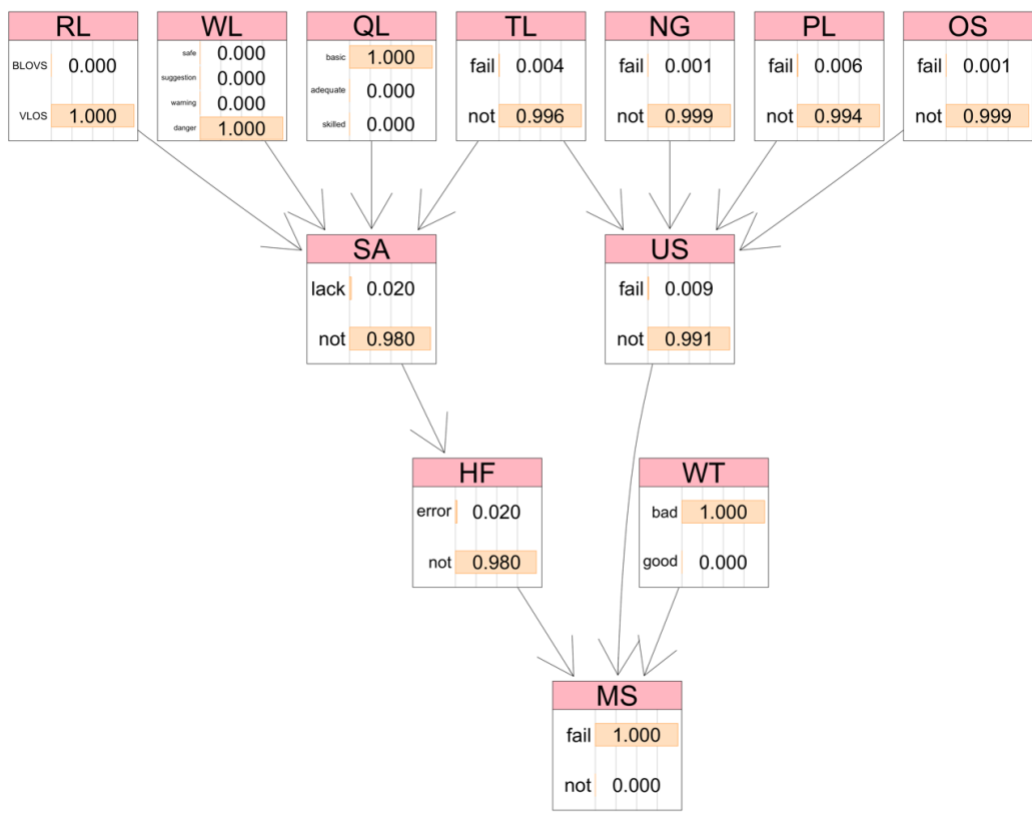 RL
BLOVS 0.000
VLOS 1.000
WL
safe 0.000
suggestion 0.000
warning 0.000
danger 1.000
QL
basic 1.000
adequate 0.000
skilled 0.000
TL
fail 0.004
not 0.996
NG
fail 0.001
not 0.999
PL
fail 0.006
not 0.994
OS
fail 0.001
not 0.999
SA
lack 0.020
not 0.980
US
fail 0.009
not 0.991
HF
error 0.020
not 0.980
WT
bad 1.000
good 0.000
MS
fail 1.000
not 0.000